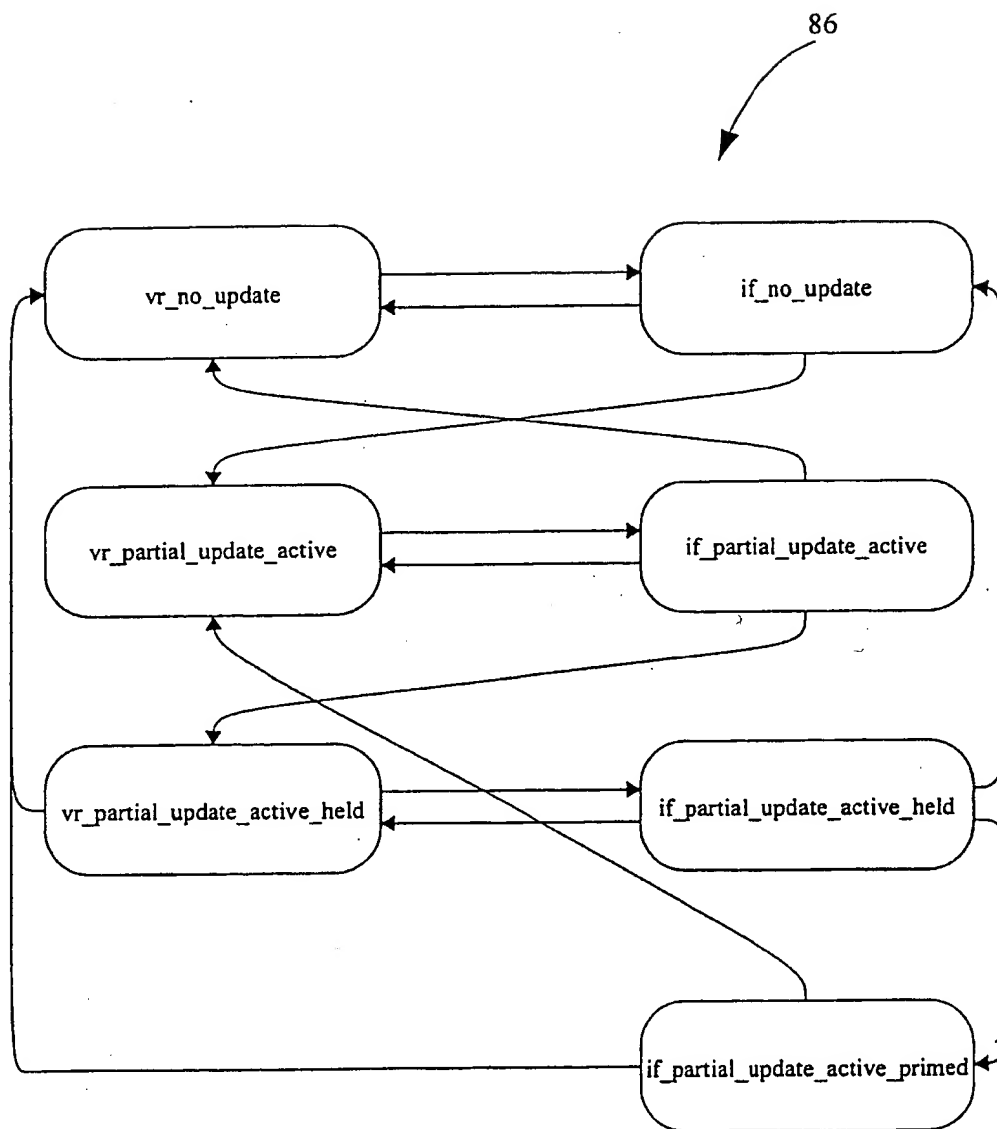 86
vr_no_update
if_no_update
vr_partial_update_active
if_partial_update_active
vr_partial_update_active_held
if_partial_update_active_held
if_partial_update_active_primed